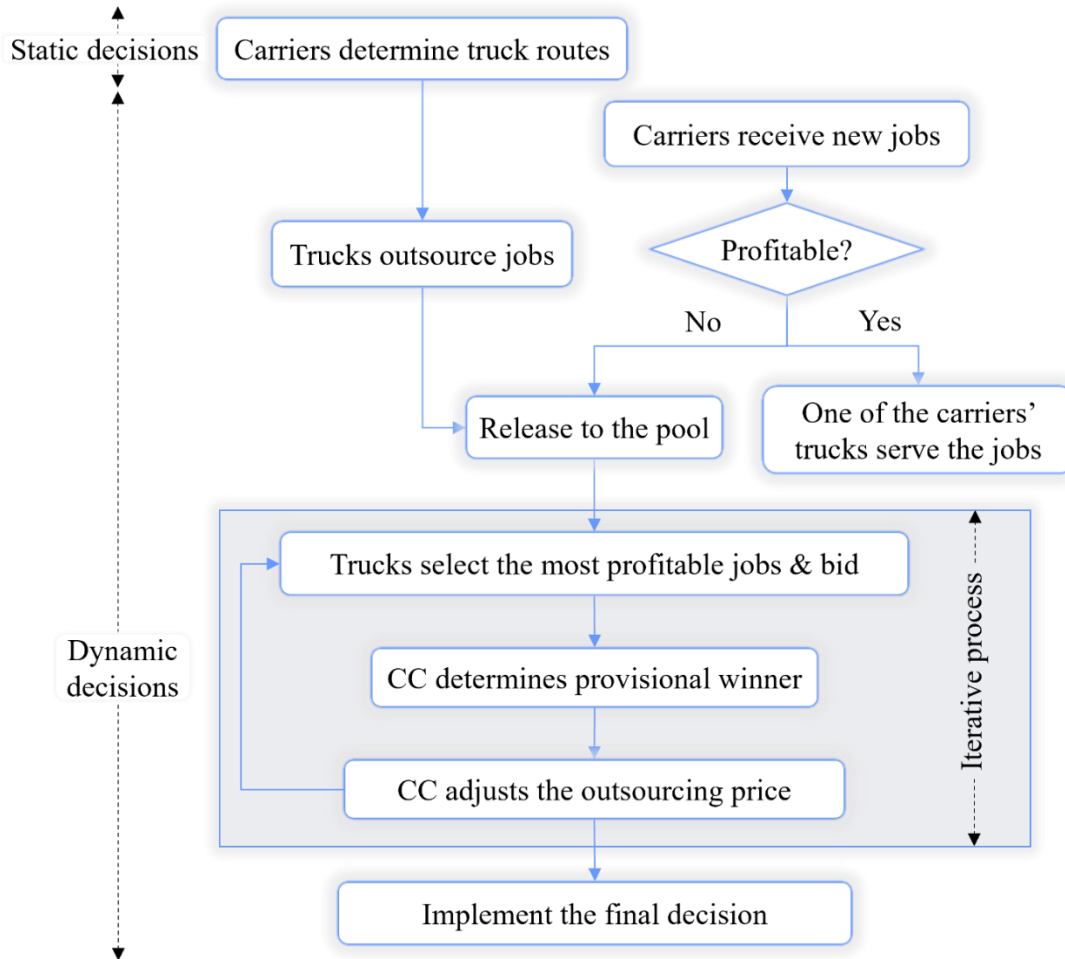 Static decisions
Carriers determine truck routes
Carriers receive new jobs
Trucks outsource jobs
Profitable?
No
Yes
Release to the pool
One of the carriers’
trucks serve the jobs
Trucks select the most profitable jobs & bid
CC determines provisional winner
CC adjusts the outsourcing price
Iterative process
Dynamic
decisions
Implement the final decision